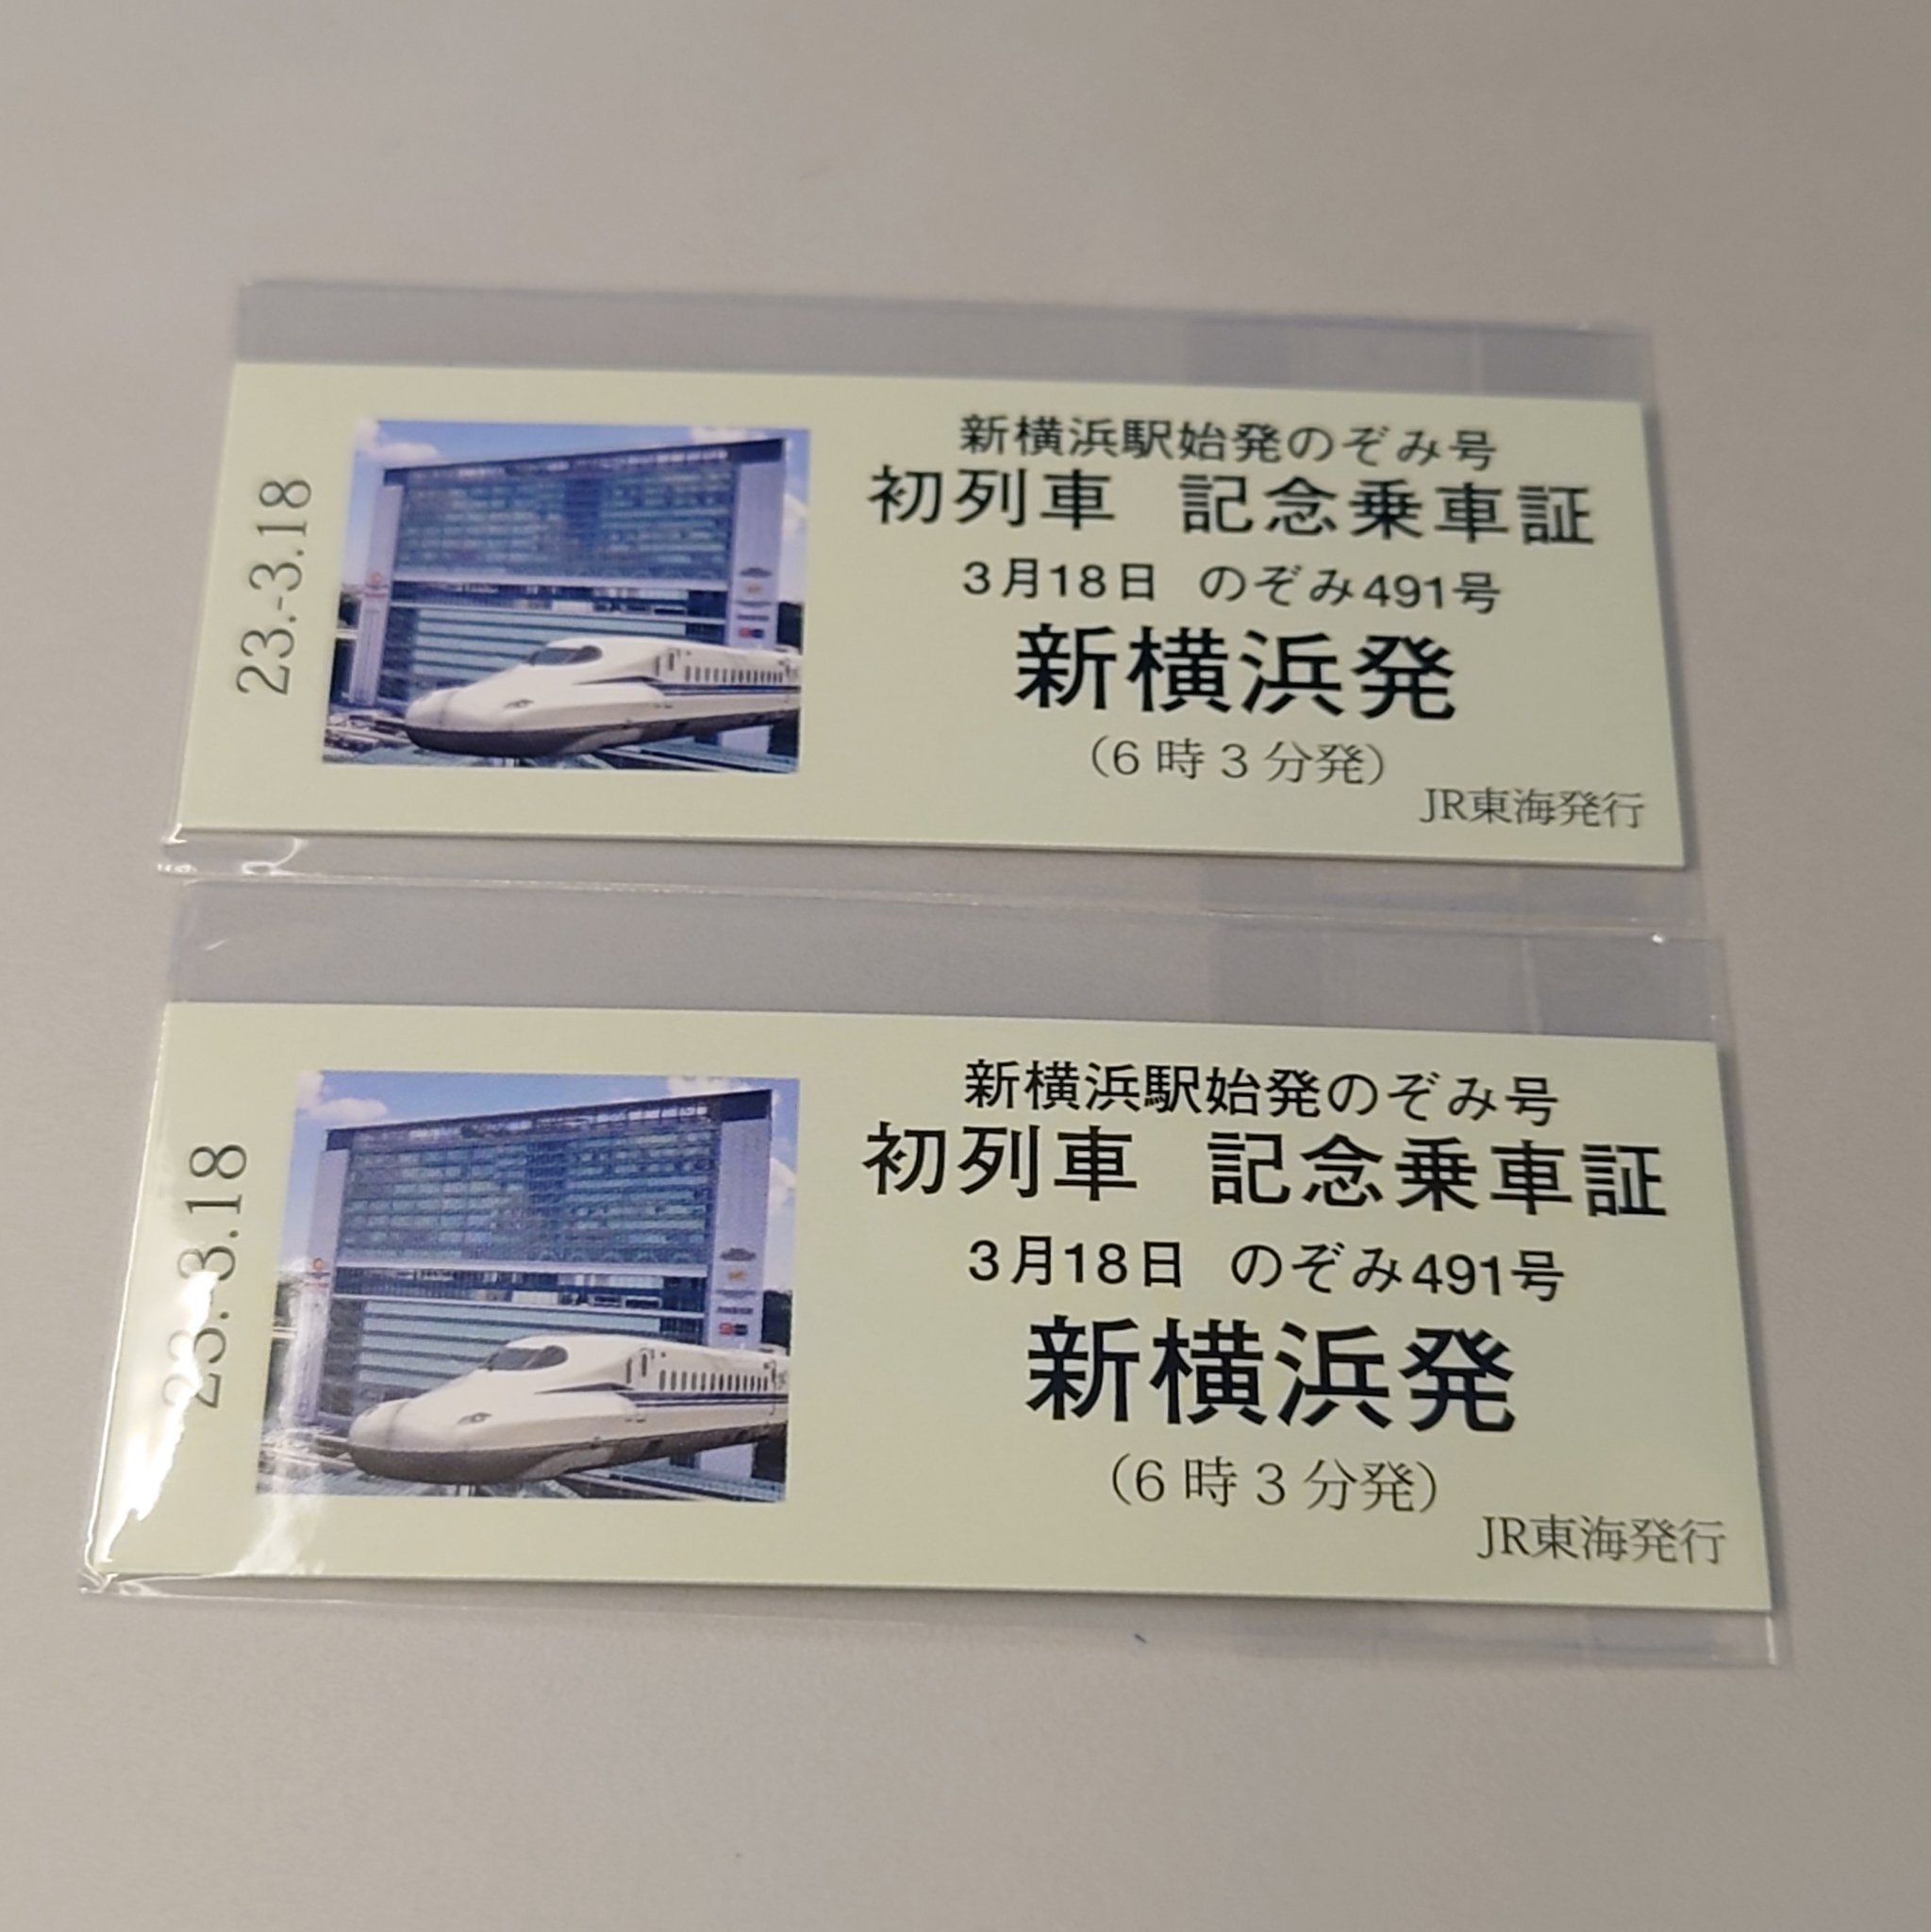 23.-3.18
新横浜駅始発のぞみ号
初列車 記念乗車証
3月18日 のぞみ491号
新横浜発
（6時3分発）
JR東海発行
23.-3.18
新横浜駅始発のぞみ号
初列車 記念乗車証
3月18日 のぞみ491号
新横浜発
（6時3分発）
JR東海発行